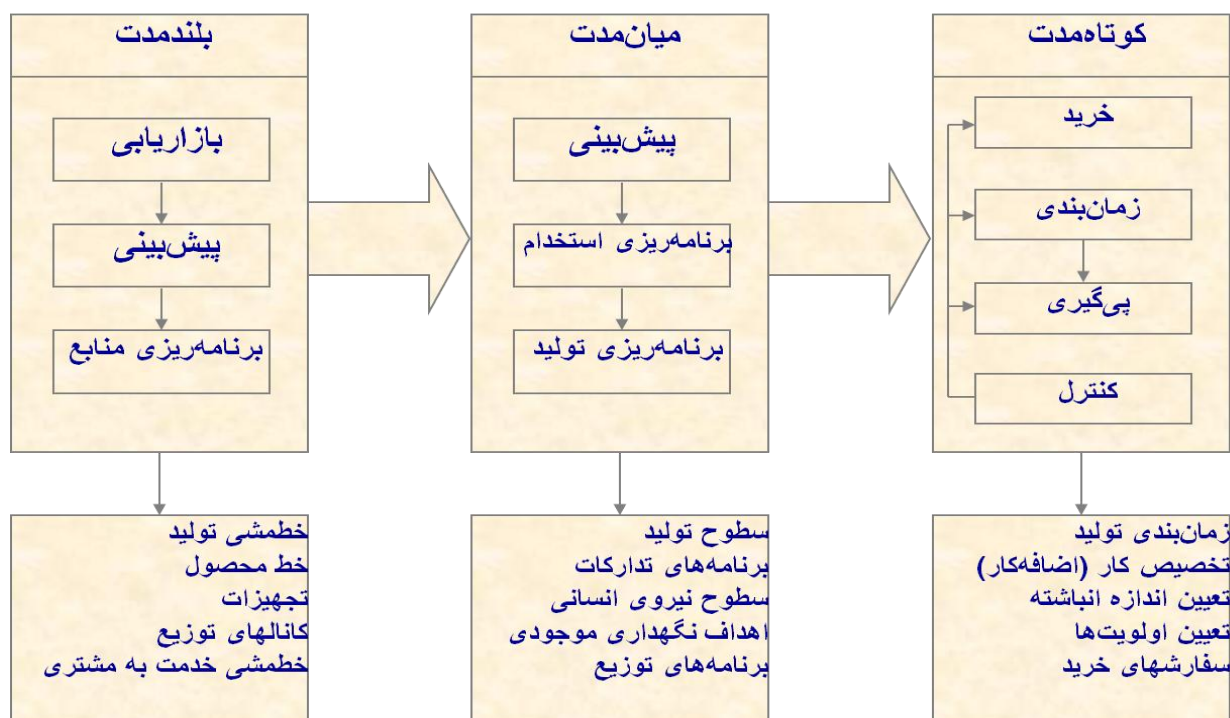 بلندمدت
بازاریابی
پیش‌بینی
برنامه‌ریزی منابع
خطمشی تولید
خط محصول
تجهیزات
کانالهای توزیع
خطمشی خدمت به مشتری
میان‌مدت
پیش‌بینی
برنامه‌ریزی استخدام
برنامه‌ریزی تولید
سطوح تولید
برنامه‌های تدارکات
سطوح نیروی انسانی
اهداف نگهداری موجودی
برنامه‌های توزیع
کوتاه‌مدت
خرید
زمان‌بندی
پی‌گیری
کنترل
زمان‌بندی تولید
تخصیص کار (اضافه‌کار)
تعیین اندازه انباشته
تعیین اولویت‌ها
سفارشهای خرید